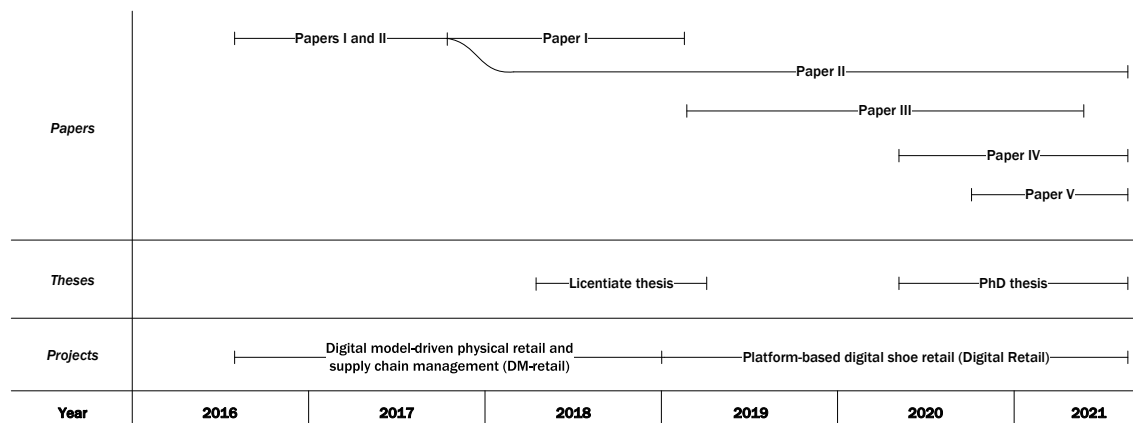 Papers I and II
Paper I
Paper II
Papers
Paper III
Paper IV
Paper V
Theses
Licentiate thesis
PhD thesis
Projects
Digital model-driven physical retail and
supply chain management (DM-retail)
Platform-based digital shoe retail (Digital Retail)
Year
2016
2017
2018
2019
2020
2021